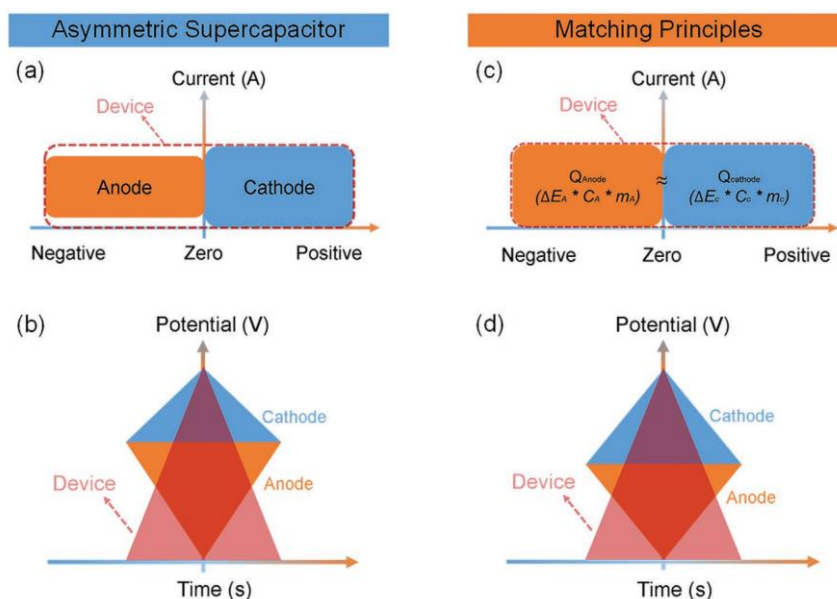 Asymmetric Supercapacitor
(a)
Current (A)
Device
Anode
Cathode
Negative
Zero
Positive
(b)
Potential (V)
Cathode
Anode
Device
Time (s)
Matching Principles
(c)
Current (A)
Device
QAnode
(ΔEA * CA * mA)
≈
Qcathode
(ΔEc * Cc * mc)
Negative
Zero
Positive
(d)
Potential (V)
Cathode
Anode
Device
Time (s)